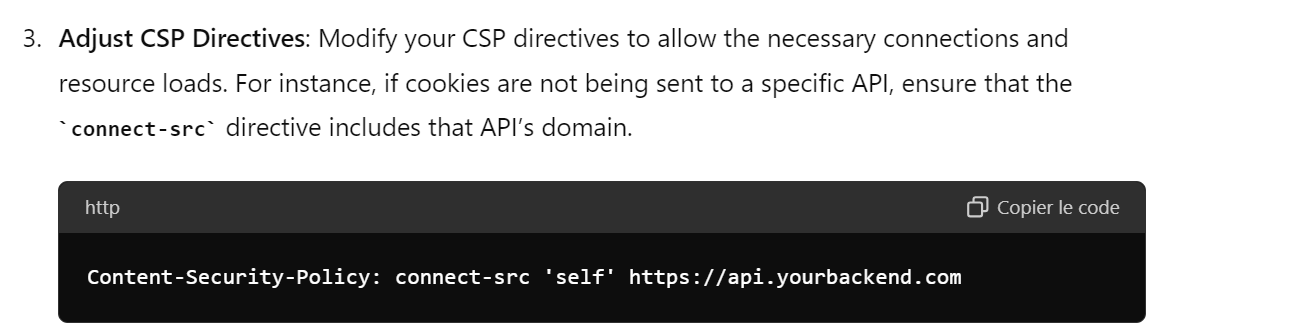 3. Adjust CSP Directives: Modify your CSP directives to allow the necessary connections and
resource loads. For instance, if cookies are not being sent to a specific API, ensure that the
`connect-src` directive includes that API’s domain.
http Copier le code
Content-Security-Policy: connect-src 'self' https://api.yourbackend.com